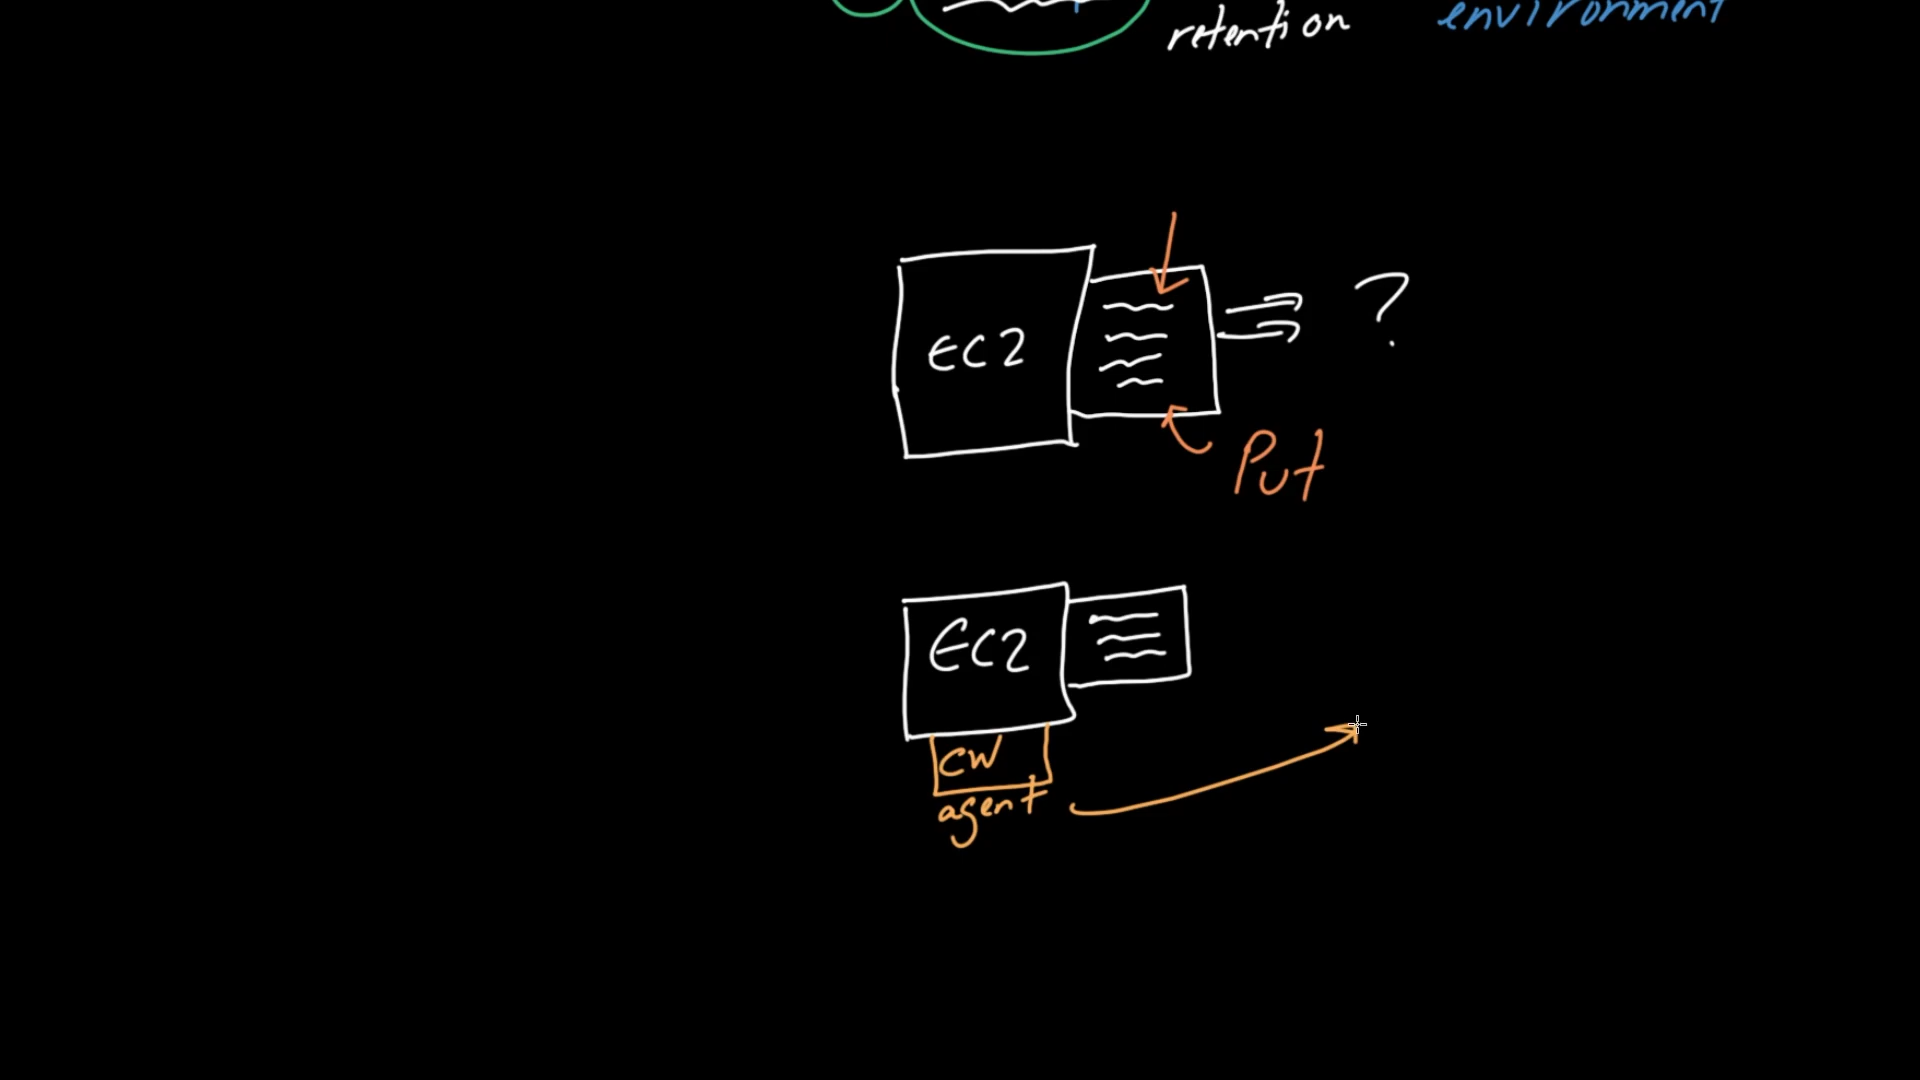 retention
environment
EC2
?
Put
EC2
CW
agent